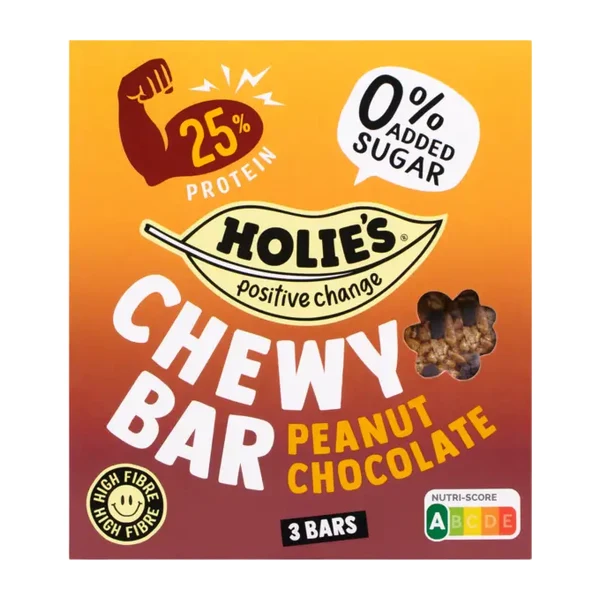 25%
PROTEIN
0%
ADDED
SUGAR
HOLIE'S®
positive change
CHEWY
BAR
PEANUT
CHOCOLATE
HIGH FIBRE
HIGH FIBRE
3 BARS
NUTRI-SCORE
A B C D E